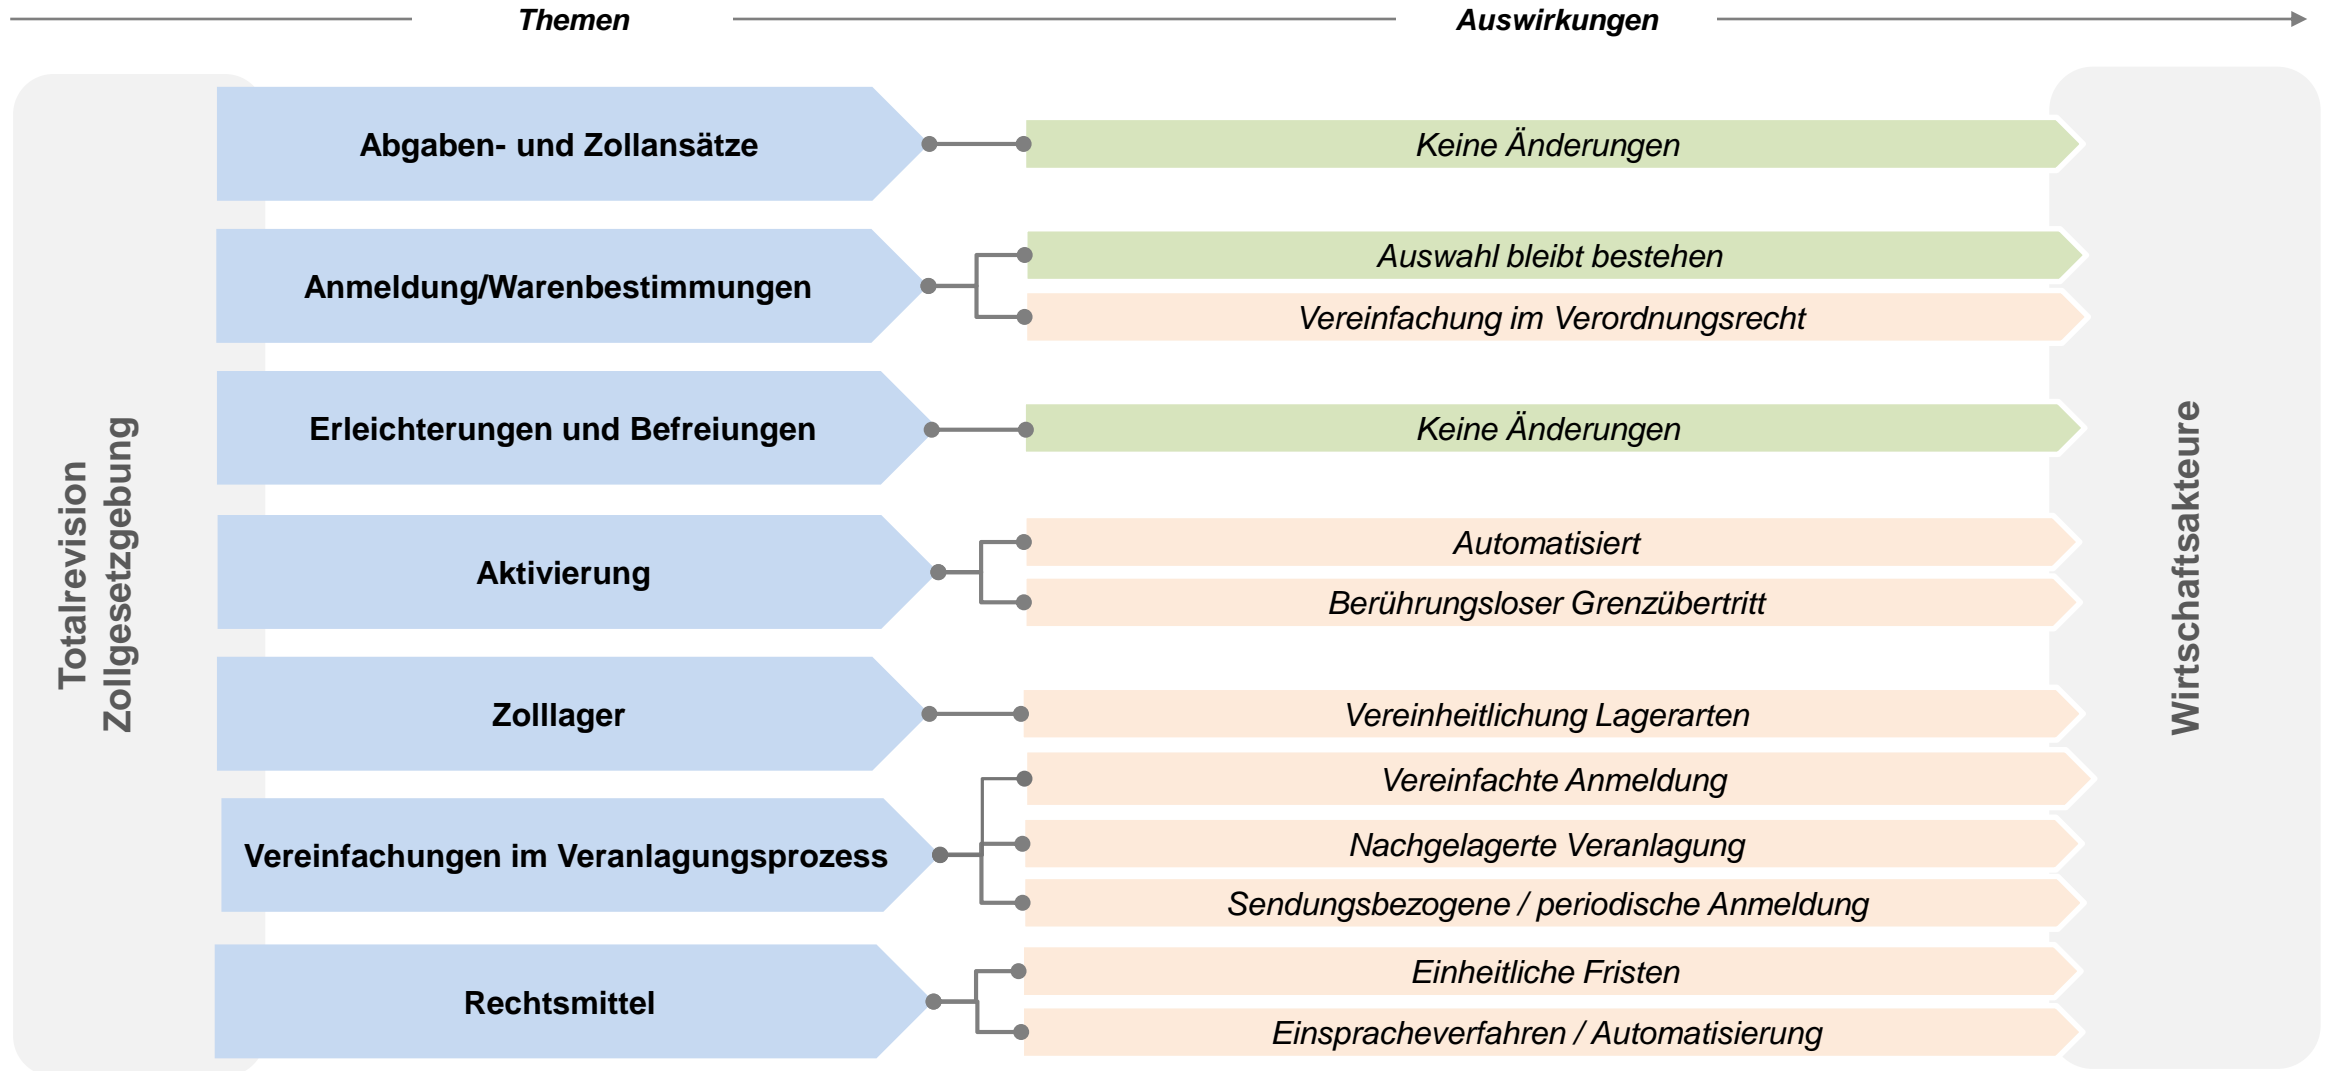 Themen
Auswirkungen
Totalrevision
Zollgesetzgebung
Abgaben- und Zollansätze
Keine Änderungen
Anmeldung/Warenbestimmungen
Auswahl bleibt bestehen
Vereinfachung im Verordnungsrecht
Erleichterungen und Befreiungen
Keine Änderungen
Aktivierung
Automatisiert
Berührungsloser Grenzübertritt
Zolllager
Vereinheitlichung Lagerarten
Vereinfachungen im Veranlagungsprozess
Vereinfachte Anmeldung
Nachgelagerte Veranlagung
Sendungsbezogene / periodische Anmeldung
Rechtsmittel
Einheitliche Fristen
Einspracheverfahren / Automatisierung
Wirtschaftsakteure